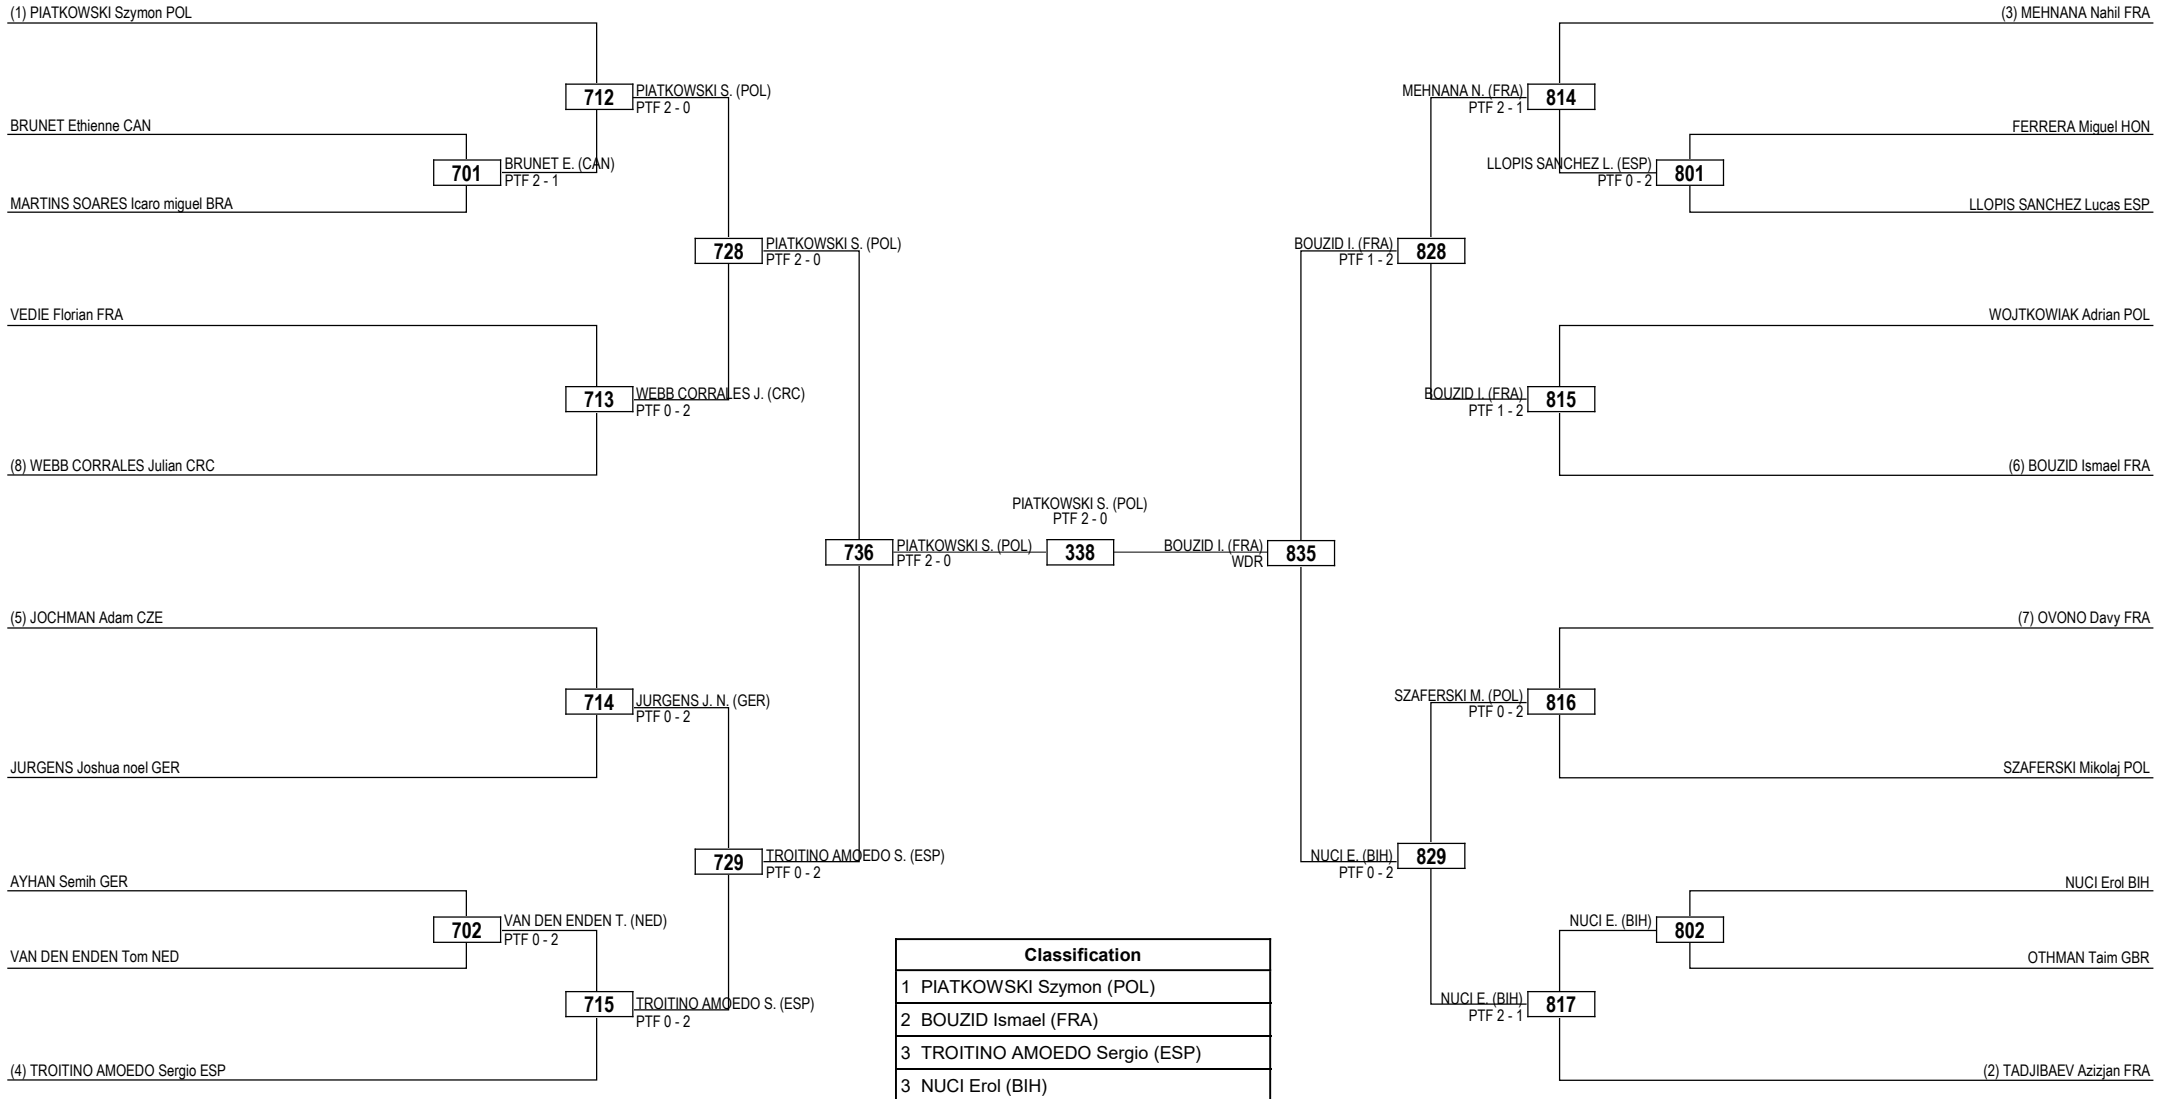 (1) PIATKOWSKI Szymon POL
(3) MEHNANA Nahil FRA
712
PIATKOWSKI S. (POL)
PTF 2 - 0
MEHNANA N. (FRA)
PTF 2 - 1
814
BRUNET Ethienne CAN
FERRERA Miguel HON
701
BRUNET E. (CAN)
PTF 2 - 1
LLOPIS SANCHEZ L. (ESP)
PTF 0 - 2
801
MARTINS SOARES Icaro miguel BRA
LLOPIS SANCHEZ Lucas ESP
728
PIATKOWSKI S. (POL)
PTF 2 - 0
BOUZID I. (FRA)
PTF 1 - 2
828
VEDIE Florian FRA
WOJTKOWIAK Adrian POL
713
WEBB CORRALES J. (CRC)
PTF 0 - 2
BOUZID I. (FRA)
PTF 1 - 2
815
(8) WEBB CORRALES Julian CRC
(6) BOUZID Ismael FRA
PIATKOWSKI S. (POL)
PTF 2 - 0
736
PIATKOWSKI S. (POL)
PTF 2 - 0
338
BOUZID I. (FRA)
WDR
835
(5) JOCHMAN Adam CZE
(7) OVONO Davy FRA
714
JURGENS J. N. (GER)
PTF 0 - 2
SZAFERSKI M. (POL)
PTF 0 - 2
816
JURGENS Joshua noel GER
SZAFERSKI Mikolaj POL
729
TROITINO AMOEDO S. (ESP)
PTF 0 - 2
NUCI E. (BIH)
PTF 0 - 2
829
AYHAN Semih GER
NUCI Erol BIH
702
VAN DEN ENDEN T. (NED)
PTF 0 - 2
NUCI E. (BIH)
802
VAN DEN ENDEN Tom NED
OTHMAN Taim GBR
715
TROITINO AMOEDO S. (ESP)
PTF 0 - 2
NUCI E. (BIH)
PTF 2 - 1
817
(4) TROITINO AMOEDO Sergio ESP
(2) TADJIBAEV Azizjan FRA
Classification
1 PIATKOWSKI Szymon (POL)
2 BOUZID Ismael (FRA)
3 TROITINO AMOEDO Sergio (ESP)
3 NUCI Erol (BIH)